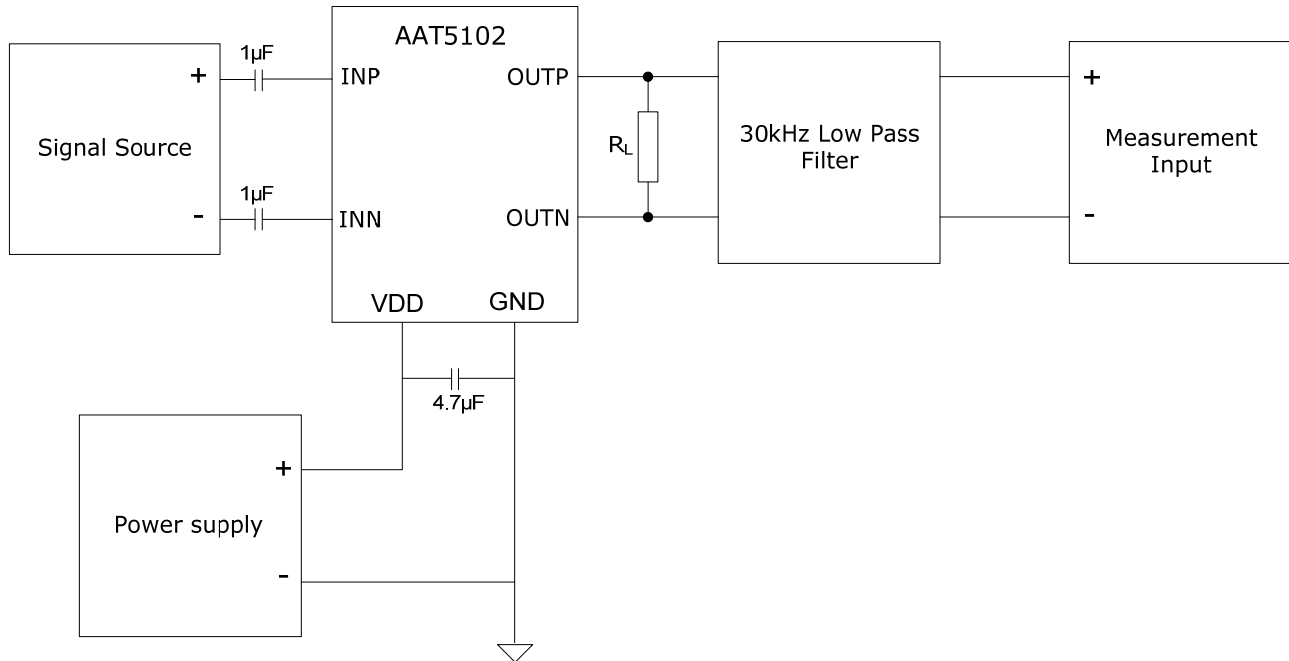 AAT5102
1µF
+
INP
OUTP
+
Signal Source
R_L
30kHz Low Pass
Filter
Measurement
Input
1µF
-
INN
OUTN
-
VDD
GND
4.7µF
+
Power supply
-